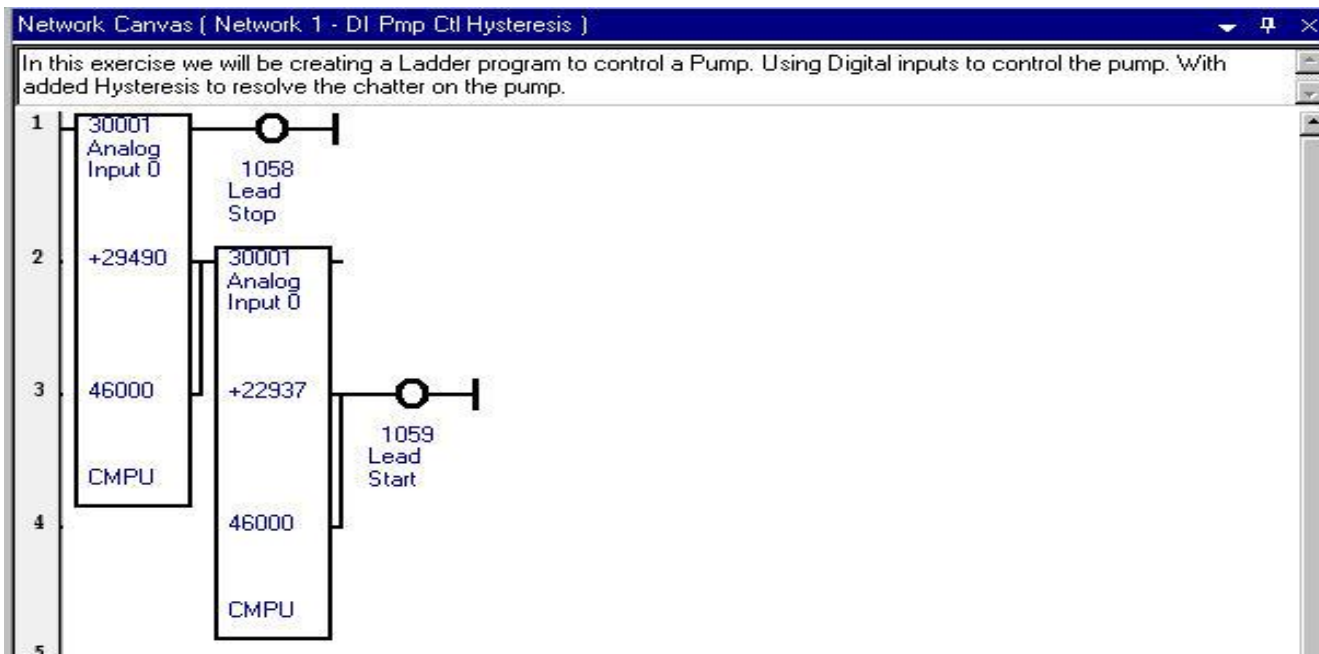 Network Canvas ( Network 1 - DI Pmp Ctl Hysteresis )
In this exercise we will be creating a Ladder program to control a Pump. Using Digital inputs to control the pump. With
added Hysteresis to resolve the chatter on the pump.
1
30001
Analog
Input 0
1058
Lead
Stop
2
+29490
30001
Analog
Input 0
3
46000
+22937
1059
Lead
Start
CMPU
4
46000
CMPU
5